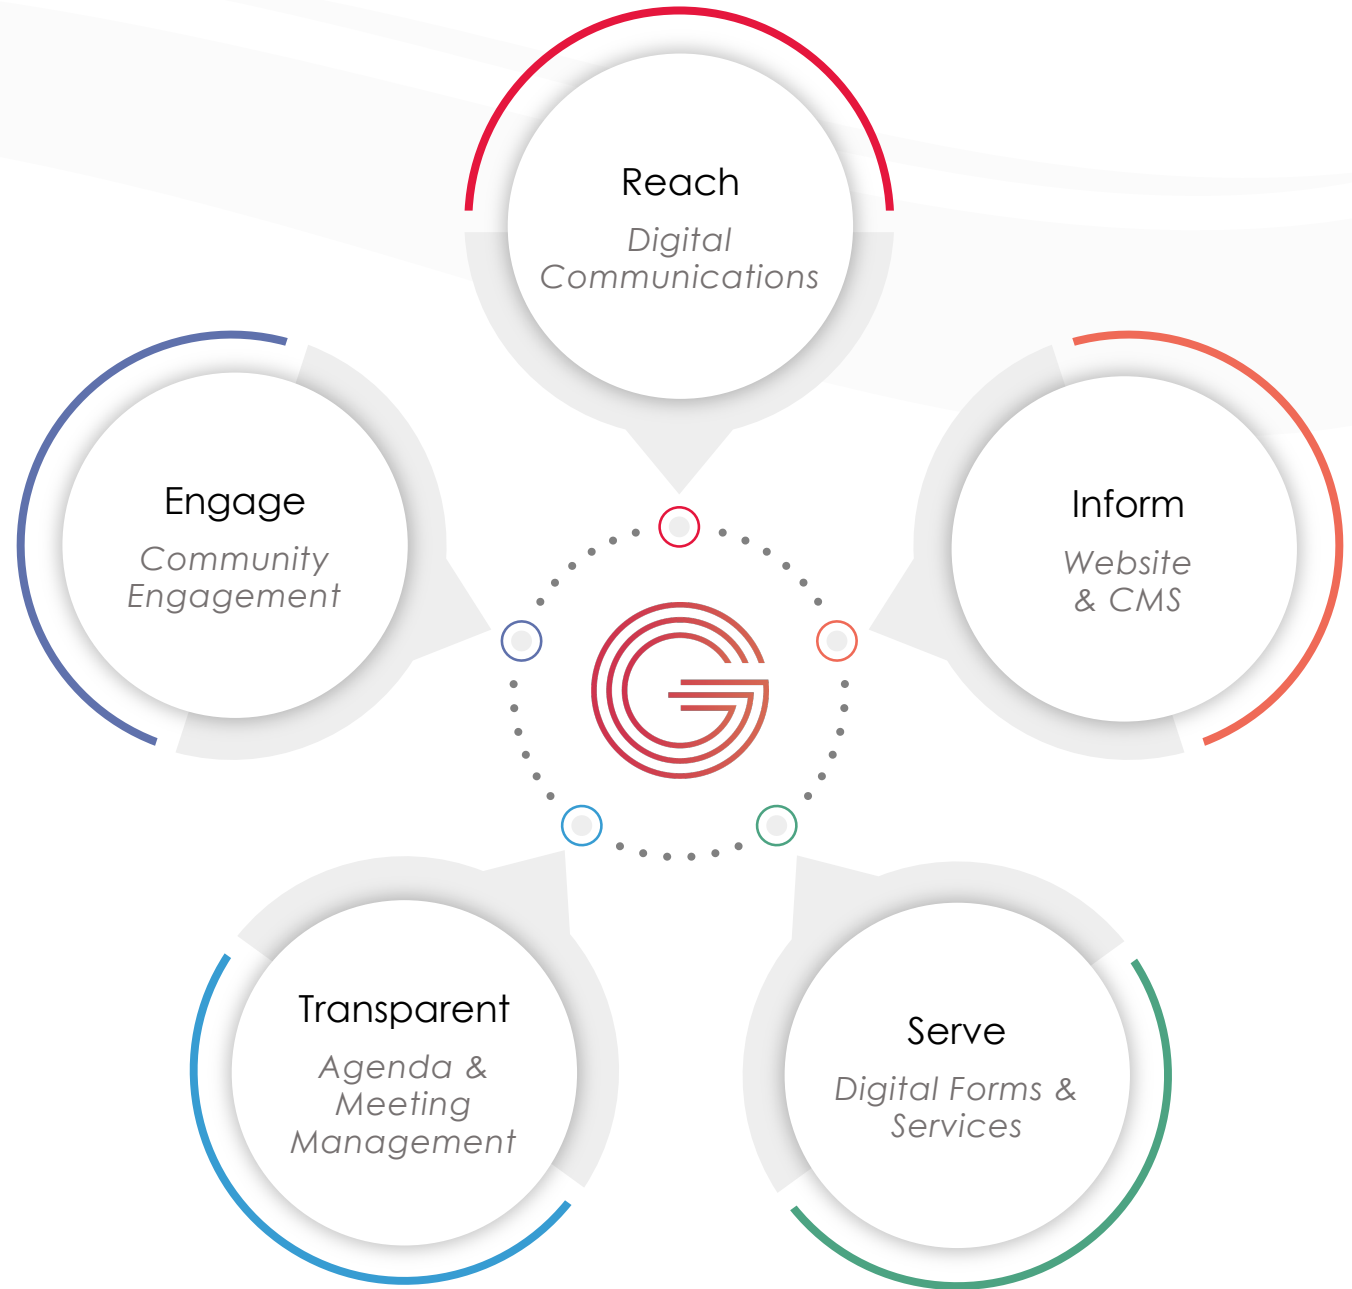 Reach
Digital
Communications
Engage
Community
Engagement
Inform
Website
& CMS
Transparent
Agenda &
Meeting
Management
Serve
Digital Forms &
Services